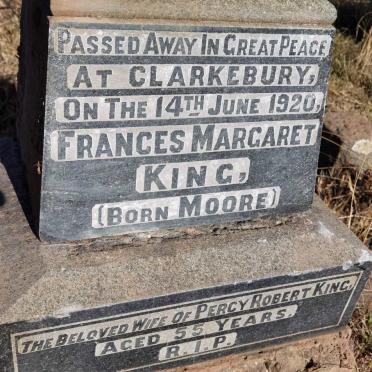 PASSED AWAY IN GREAT PEACE
AT CLARKEBURY,
ON THE 14TH JUNE 1920,
FRANCES MARGARET
KING,
(BORN MOORE)
THE BELOVED WIFE OF PERCY ROBERT KING,
AGED 55 YEARS.
R.I.P.